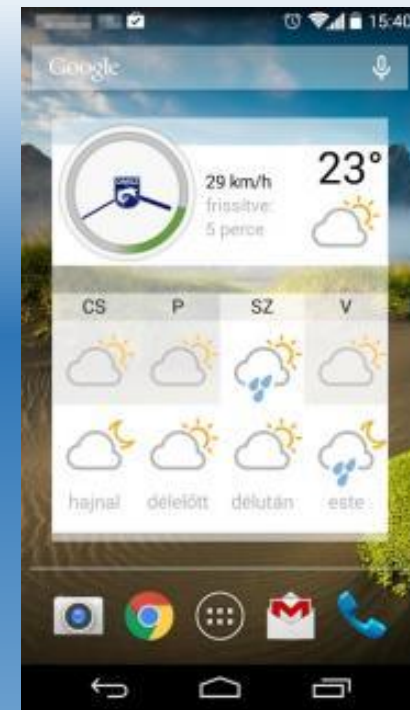 15:40
Google
29 km/h
23°
frissítve:
5 perce
CS P SZ V
hajnal délelőtt délután este